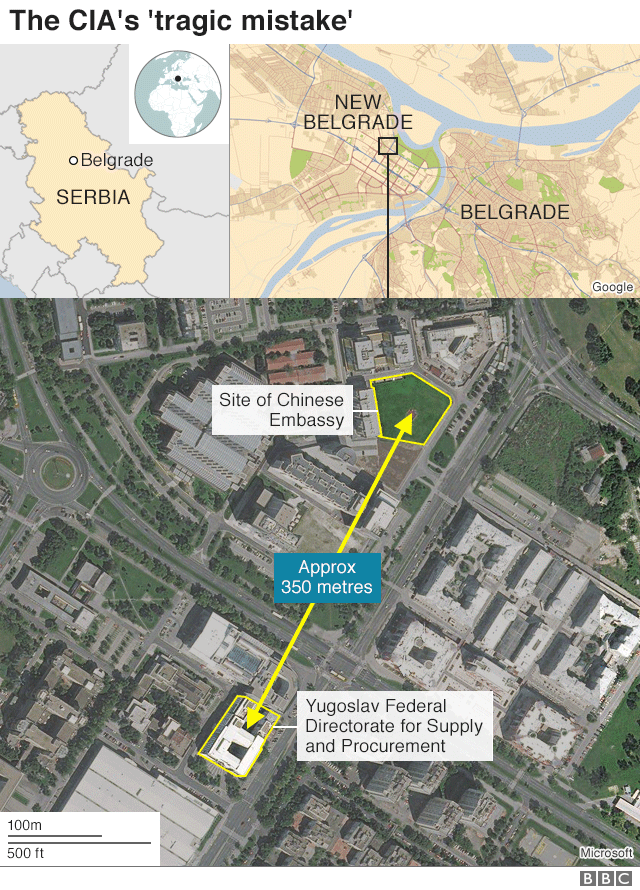 The CIA's 'tragic mistake'
Belgrade
SERBIA
NEW
BELGRADE
BELGRADE
Google
Site of Chinese
Embassy
Approx
350 metres
Yugoslav Federal
Directorate for Supply
and Procurement
100m
500 ft
Microsoft
BBC